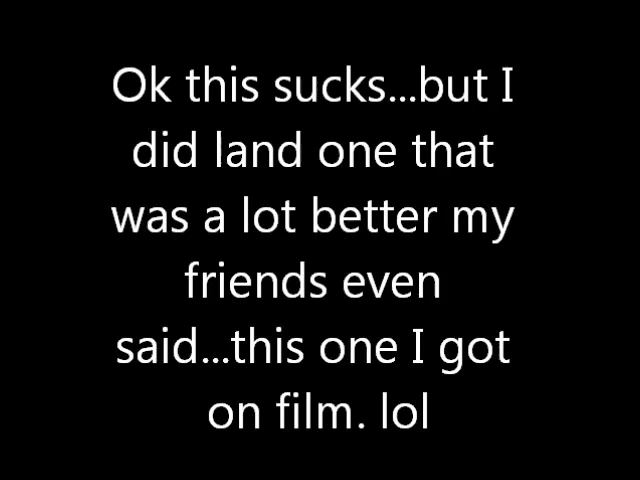 Ok this sucks...but I
did land one that
was a lot better my
friends even
said...this one I got
on film. lol